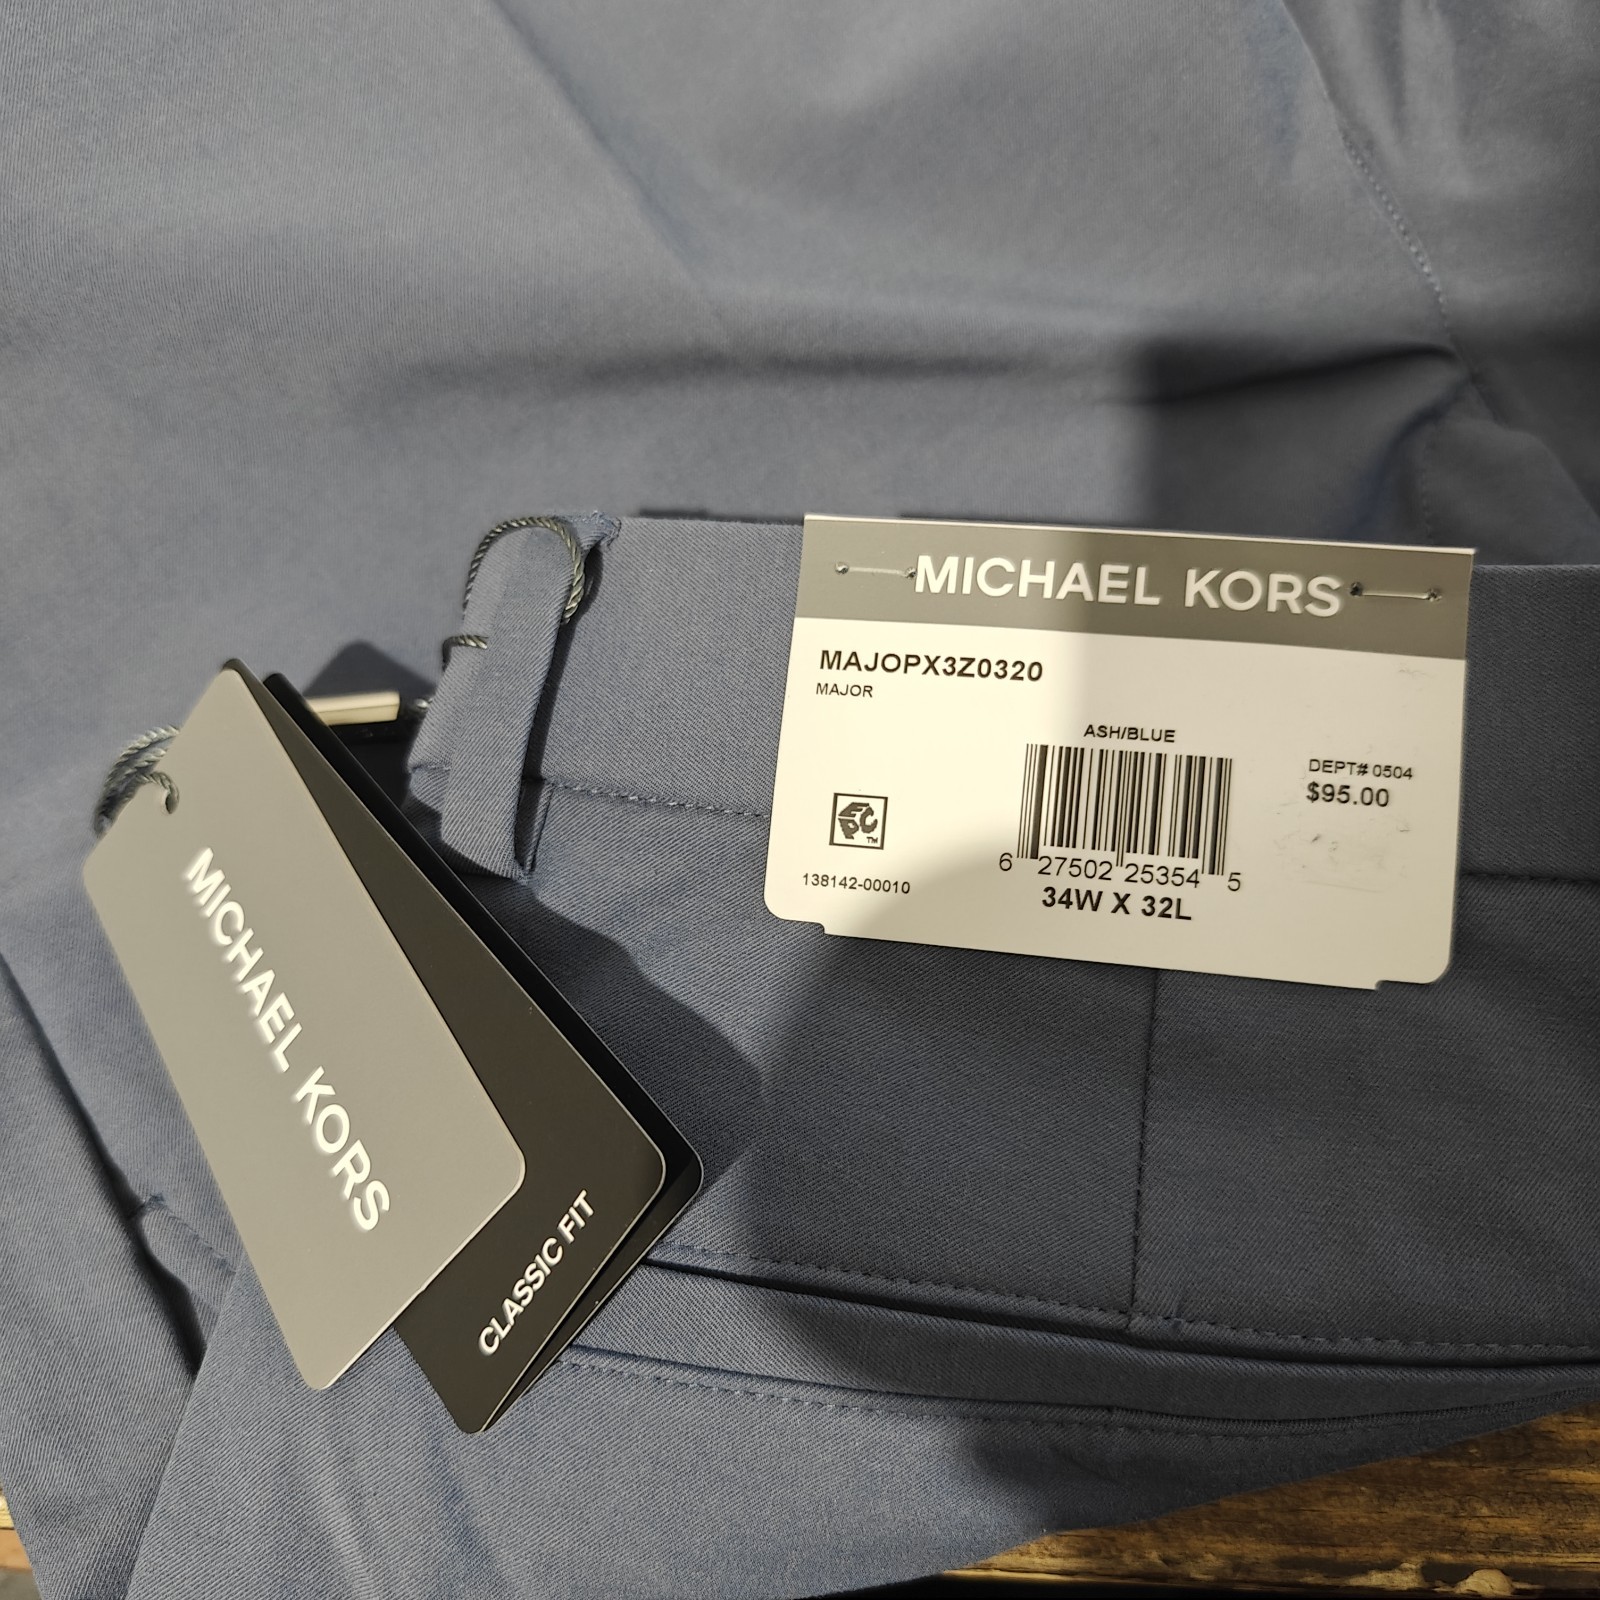 MICHAEL KORS
MAJOPX3Z0320
MAJOR
ASH/BLUE
DEPT# 0504
$95.00
EPC™
6 27502 25354 5
138142-00010
34W X 32L
MICHAEL KORS
CLASSIC FIT